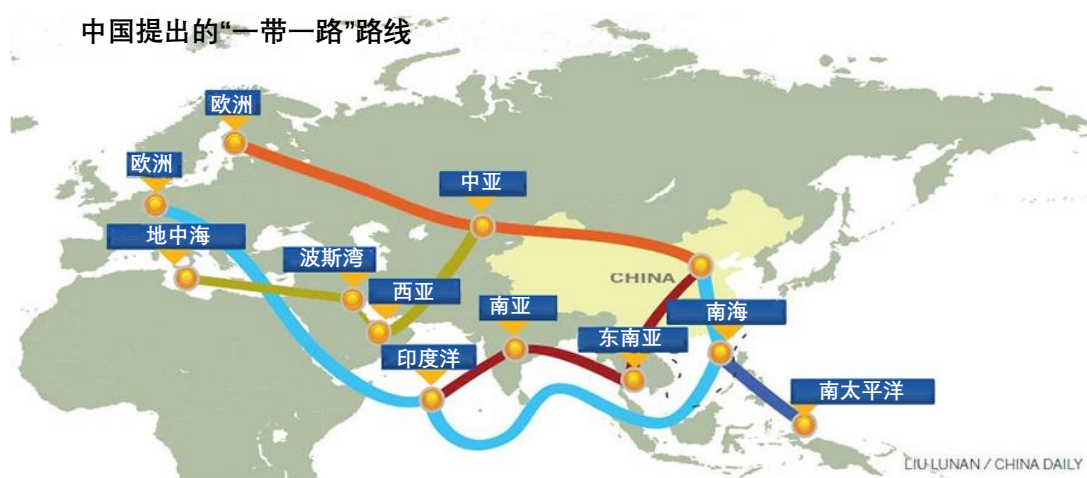 中国提出的“一带一路”路线
欧洲
欧洲
中亚
地中海
波斯湾
西亚
南亚
CHINA
南海
东南亚
印度洋
南太平洋
LIU LUNAN / CHINA DAILY